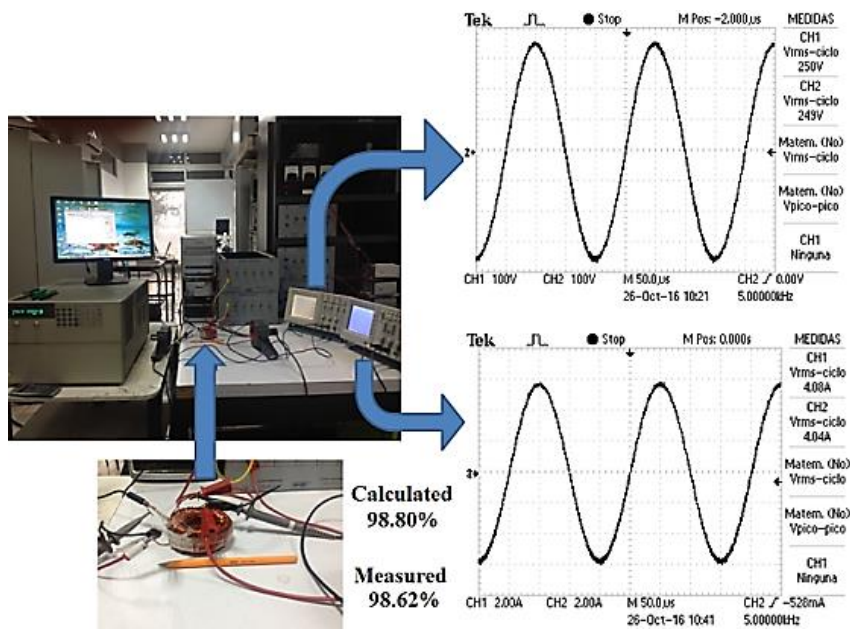 Tek
Stop
M Pos: -2.000us
MEDIDAS
CH1
Vrms-ciclo
250V
CH2
Vrms-ciclo
249V
Matem. (No)
Vrms-ciclo
Matem. (No)
Vpico-pico
CH1
Ninguna
2
CH1 100V
CH2 100V
M 50.0us
CH2 0.00V
26-Oct-16 10:21
5.00000kHz
Tek
Stop
M Pos: 0.000s
MEDIDAS
CH1
Vrms-ciclo
4.08A
CH2
Vrms-ciclo
4.04A
Matem. (No)
Vrms-ciclo
Matem. (No)
Vpico-pico
CH1
Ninguna
CH1 2.00A
CH2 2.00A
M 50.0us
CH2 -528mA
26-Oct-16 10:41
5.00000kHz
Calculated
98.80%
Measured
98.62%